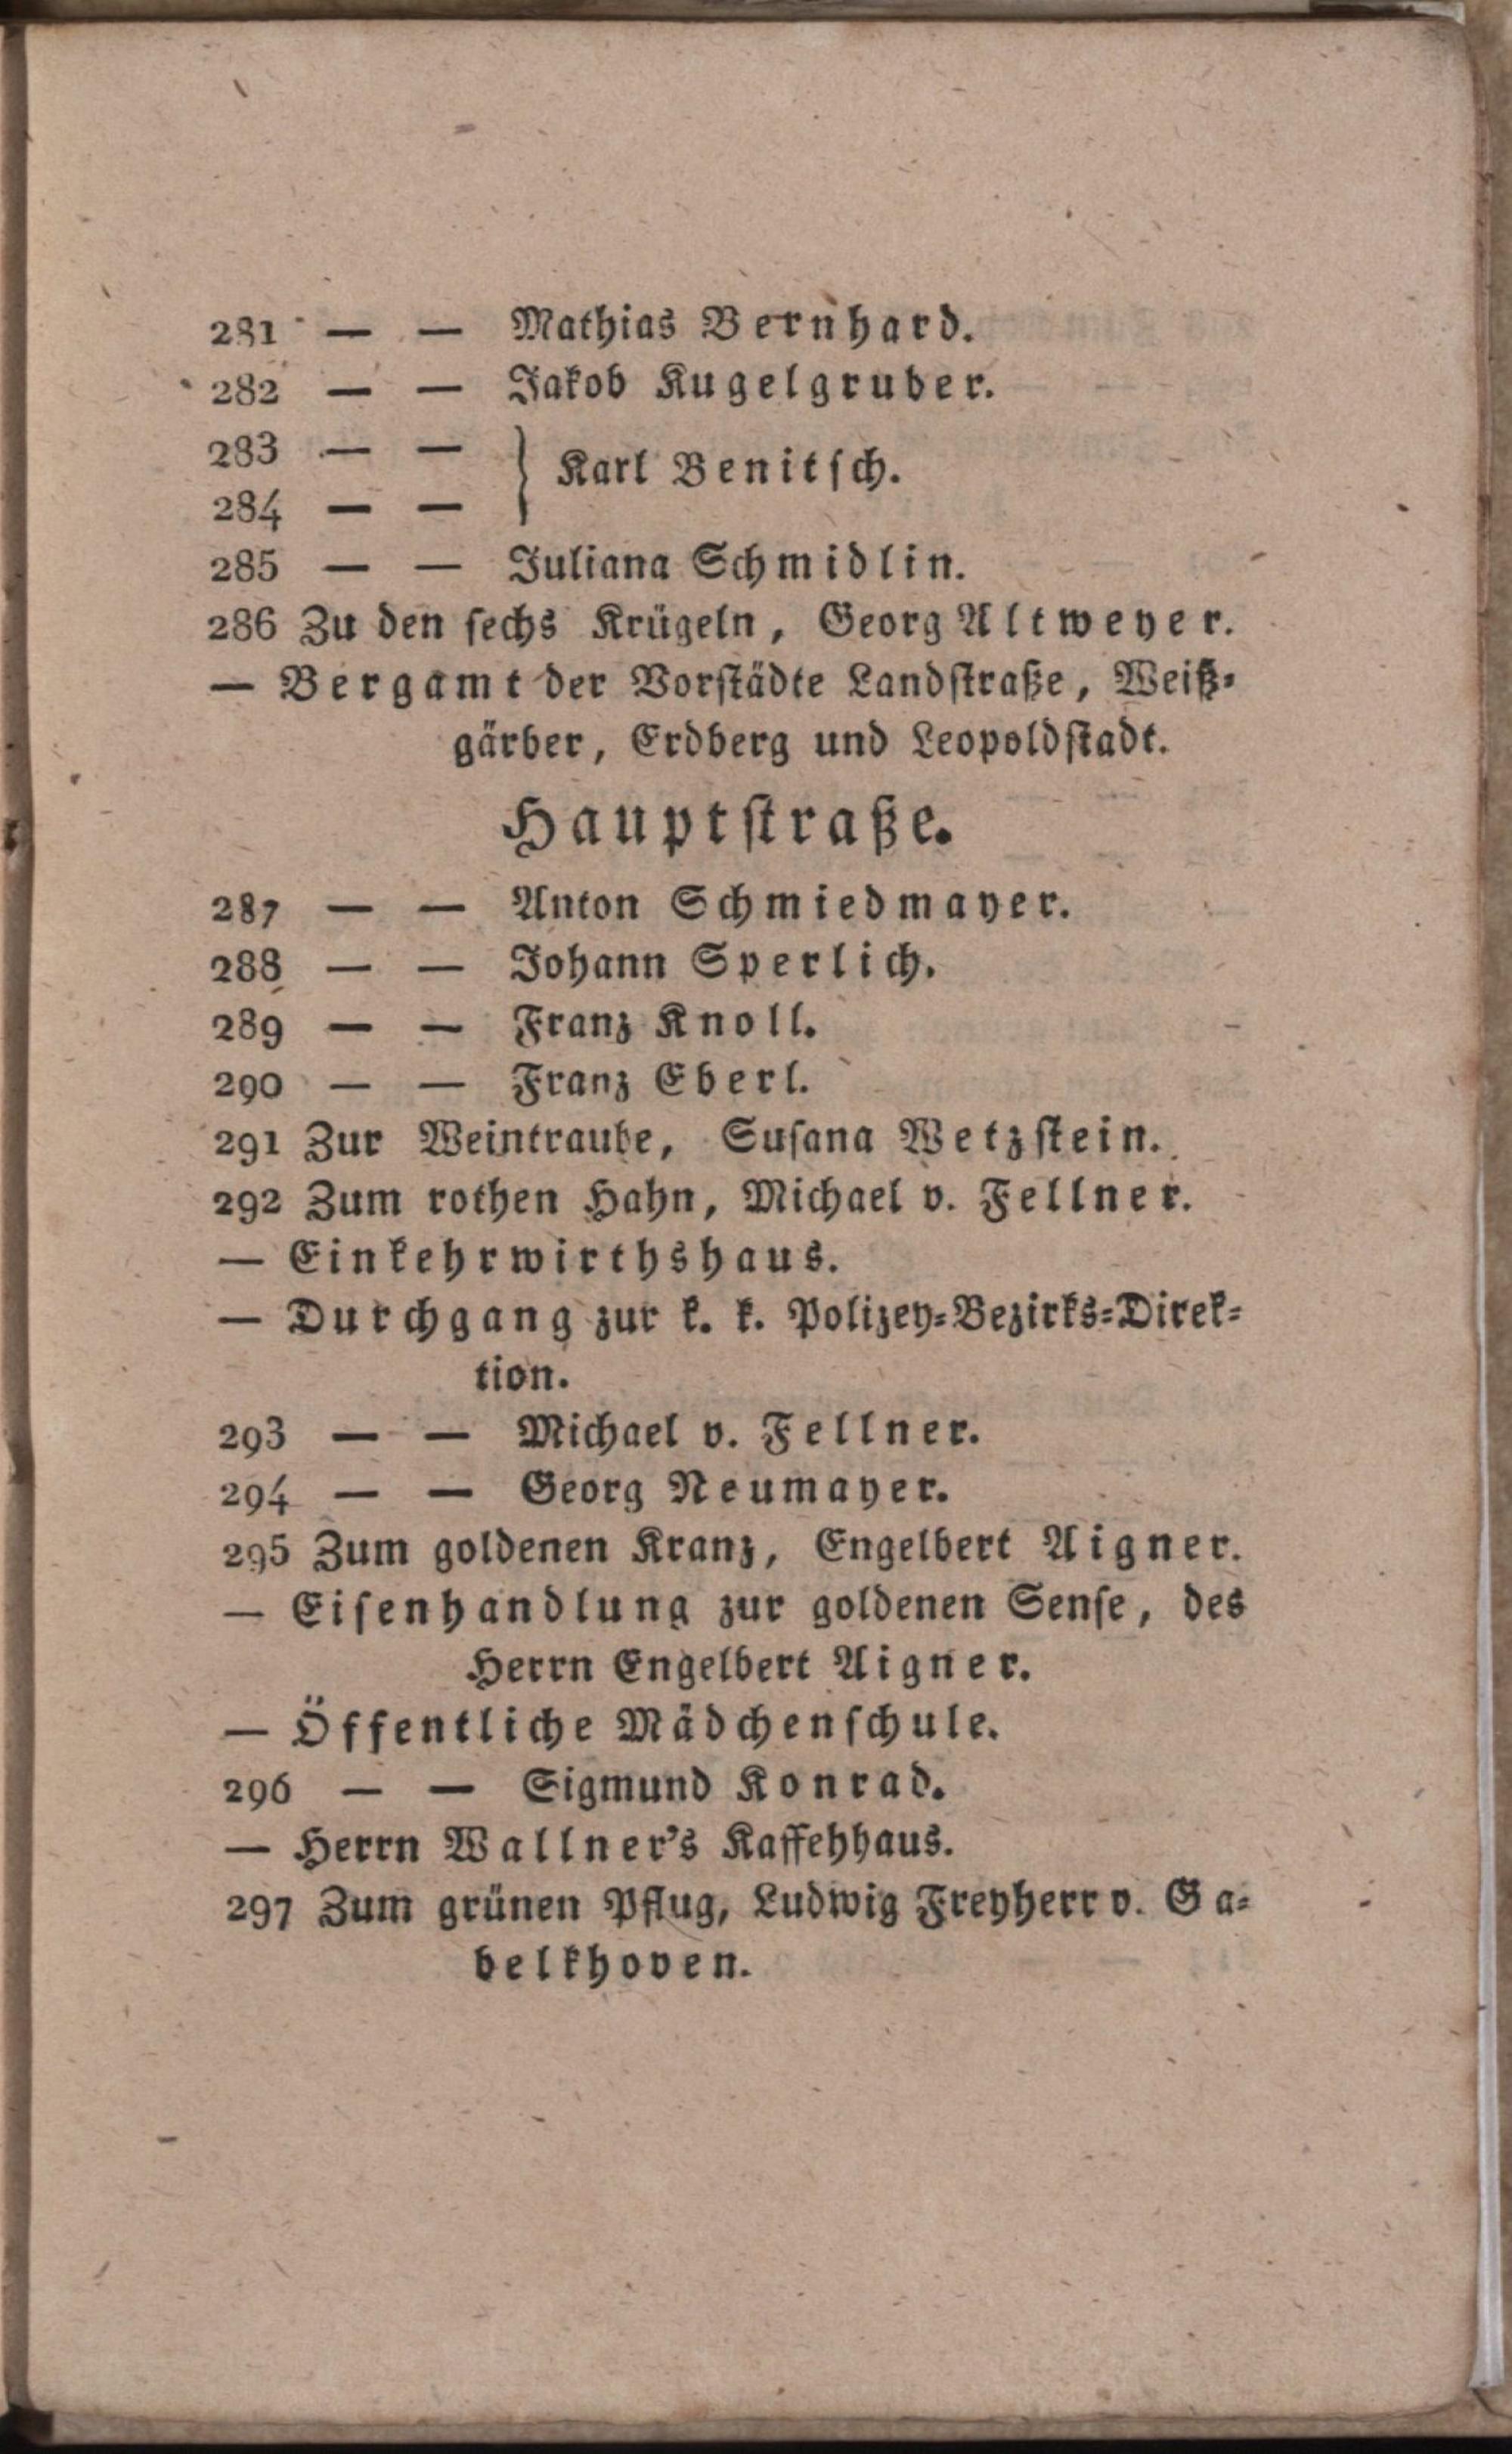 281 — — Mathias Bernhard.
282 — — Jakob Kugelgruber.
283 — —
284 — — } Karl Benitsch.
285 — — Juliana Schmidlin.
286 Zu den sechs Krügeln, Georg Altweyer.
— Bergamt der Vorstädte Landstraße, Weiß-
gärber, Erdberg und Leopoldstadt.
Hauptstraße.
287 — — Anton Schmiedmayer.
288 — — Johann Sperlich.
289 — — Franz Knoll.
290 — — Franz Eberl.
291 Zur Weintraube, Susana Wetzstein.
292 Zum rothen Hahn, Michael v. Fellner.
— Einkehrwirthshaus.
— Durchgang zur k. k. Polizey-Bezirks-Direk-
tion.
293 — — Michael v. Fellner.
294 — — Georg Neumayer.
295 Zum goldenen Kranz, Engelbert Aigner.
— Eisenhandlung zur goldenen Sense, des
Herrn Engelbert Aigner.
— Öffentliche Mädchenschule.
296 — — Sigmund Konrad.
— Herrn Wallner's Kaffehhaus.
297 Zum grünen Pflug, Ludwig Freyherr v. Ga-
belkhoven.